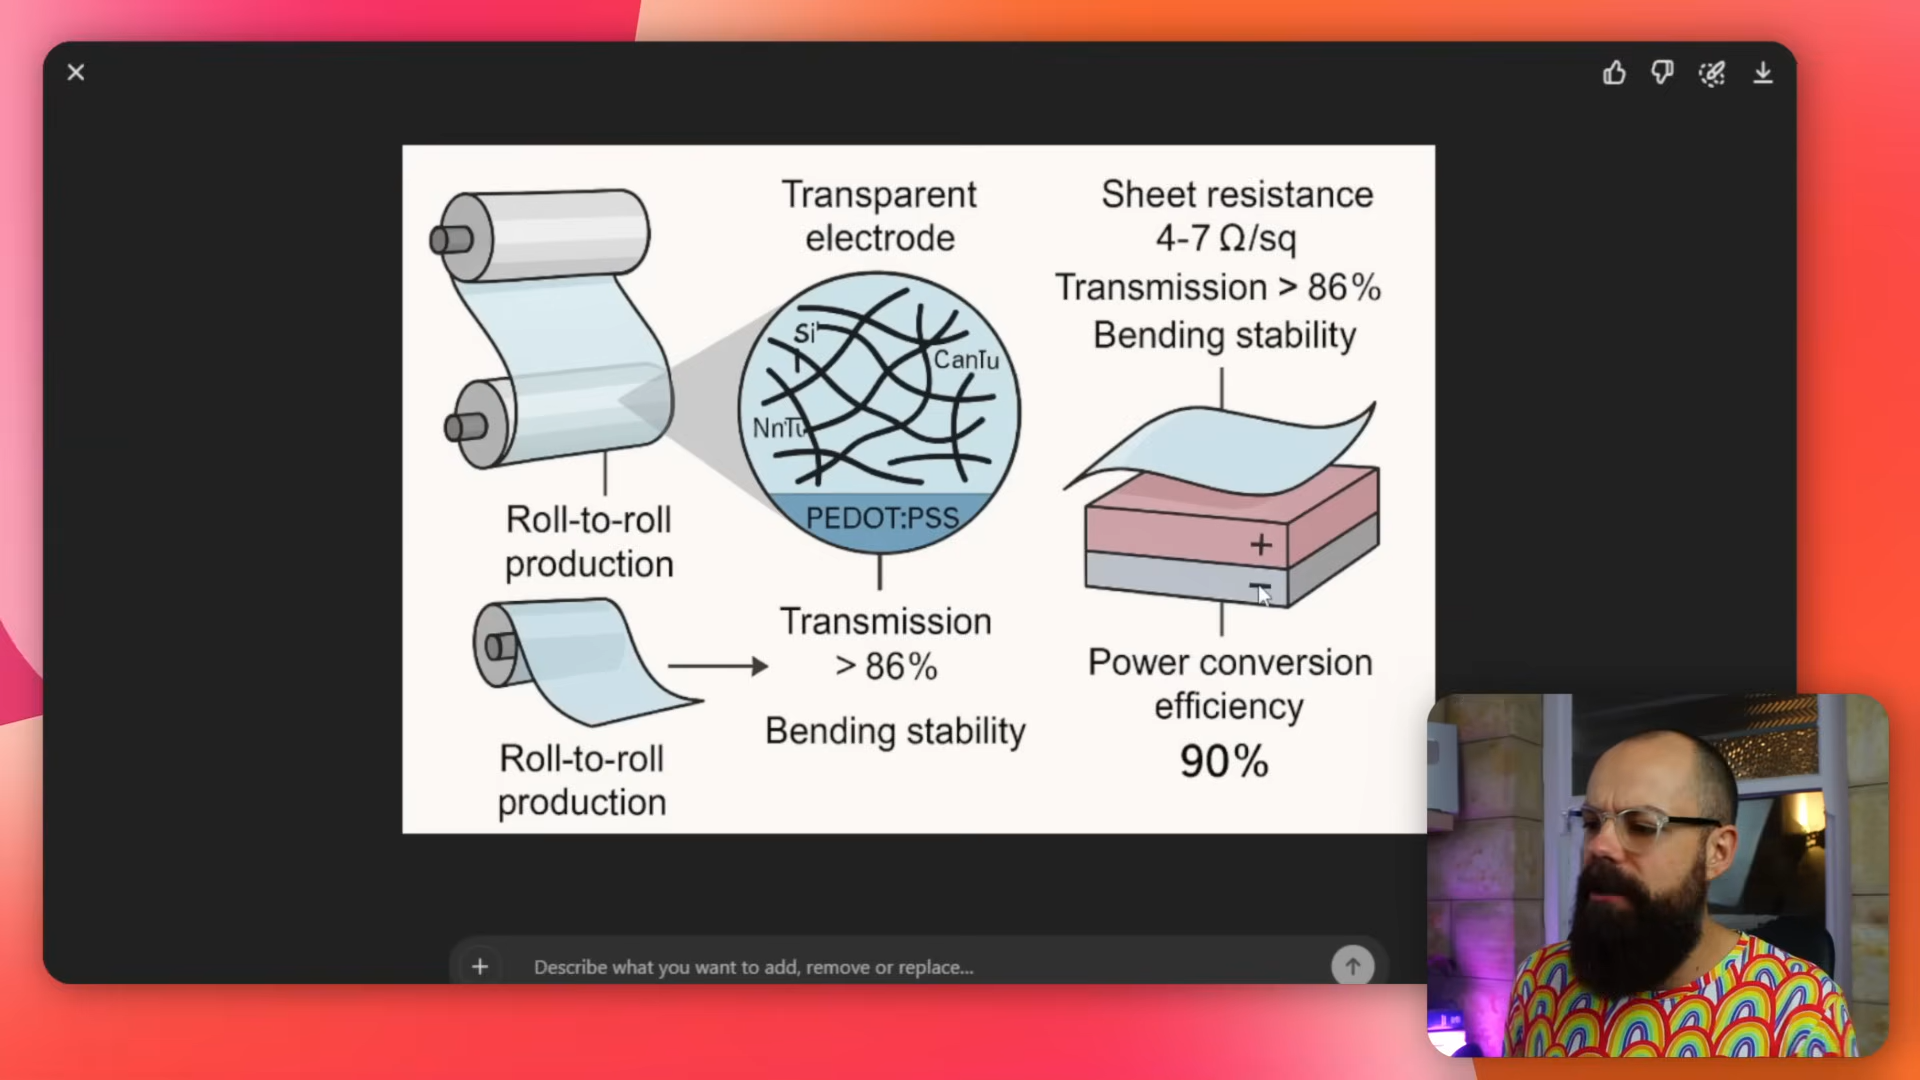 Transparent
electrode
Si
CanTu
NnTu
PEDOT:PSS
Sheet resistance
4-7 Ω/sq
Transmission > 86%
Bending stability
Roll-to-roll
production
Transmission
> 86%
Bending stability
Power conversion
efficiency
90%
Roll-to-roll
production
Describe what you want to add, remove or replace...